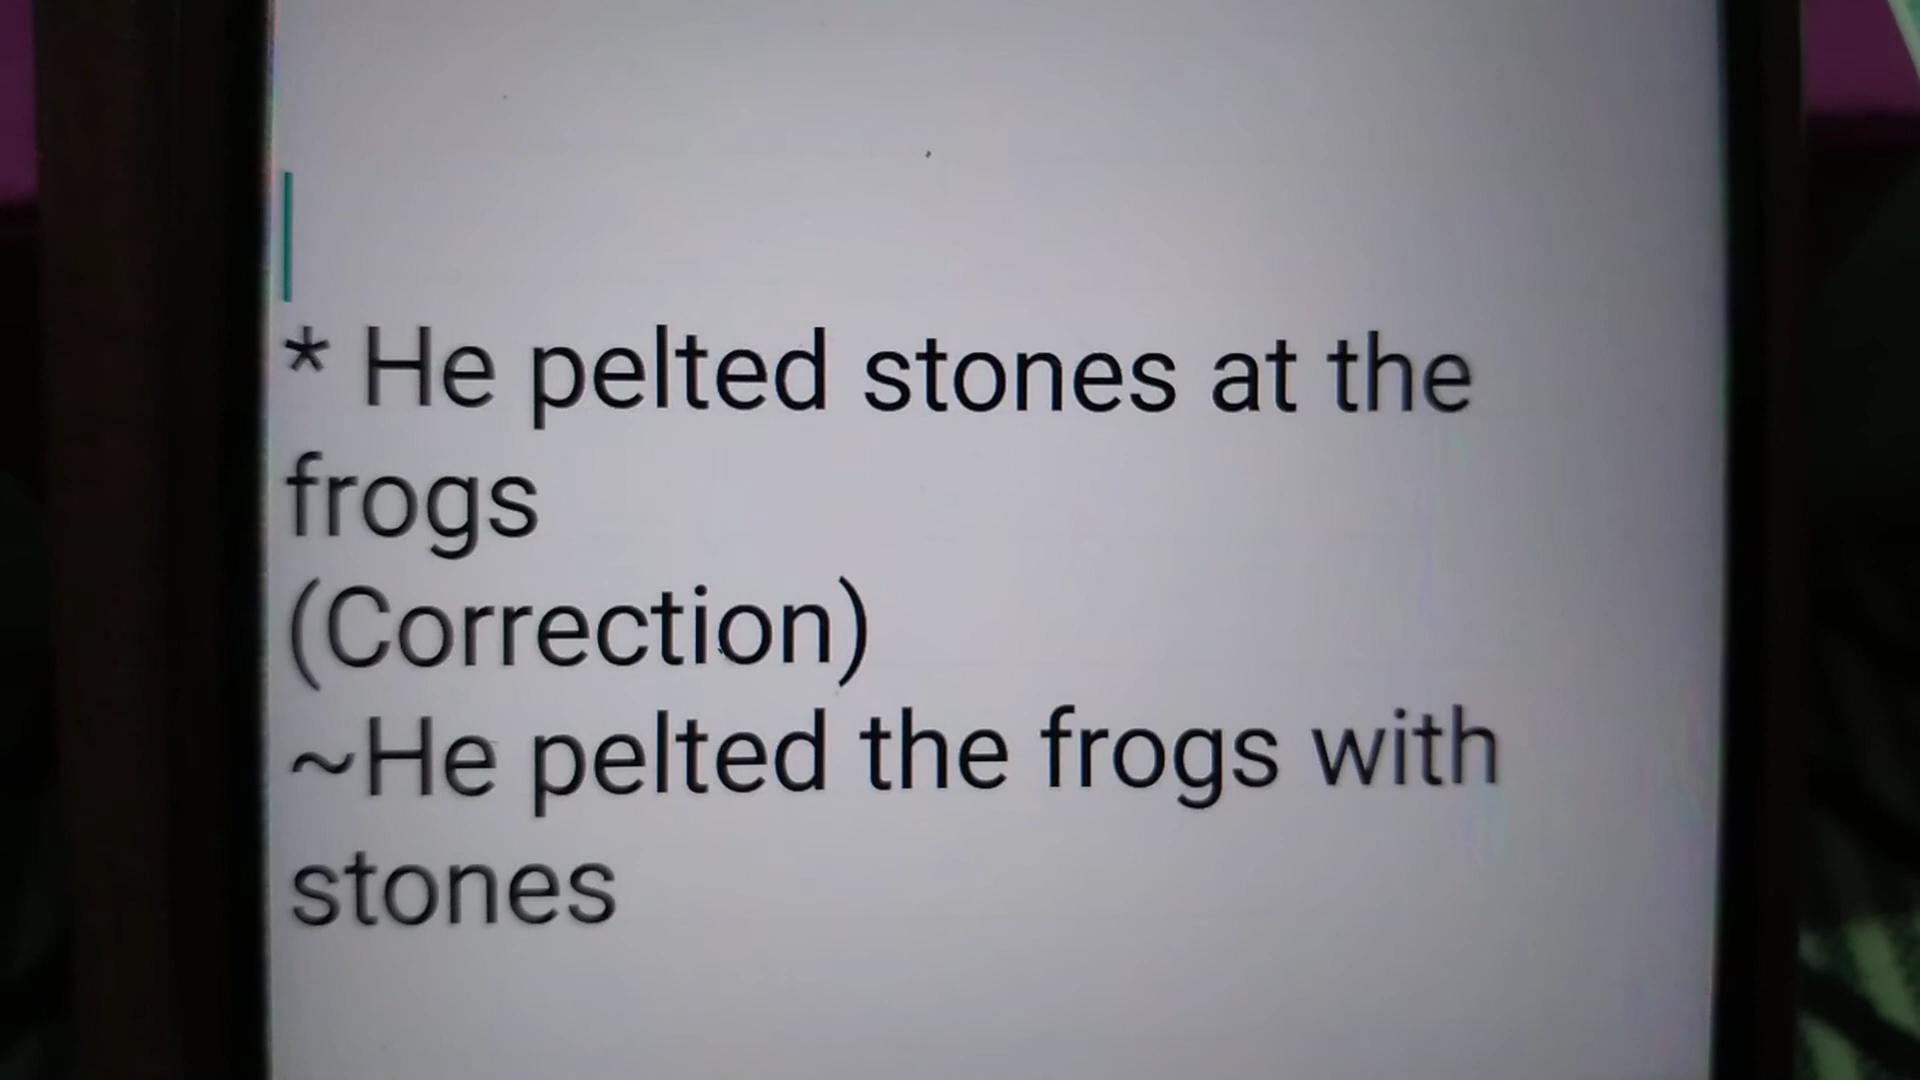 * He pelted stones at the
frogs
(Correction)
~He pelted the frogs with
stones